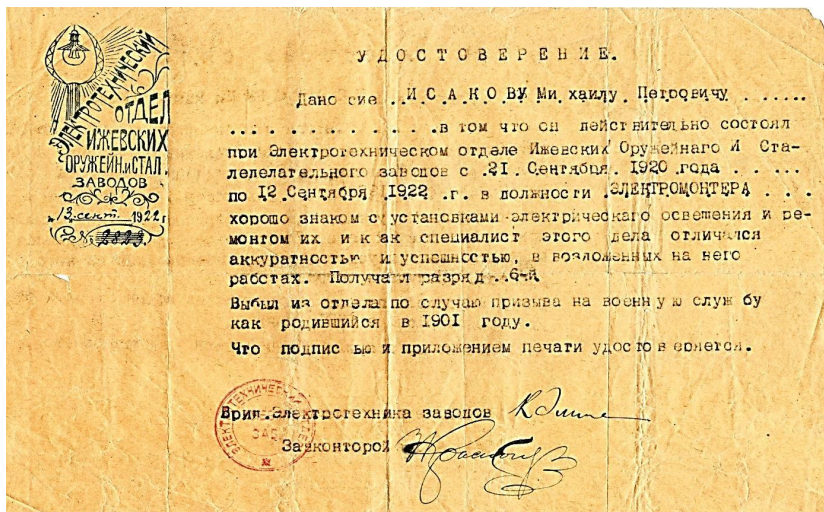 ЭЛЕКТРОТЕХНИЧЕСКИЙ
ОТДЕЛ
ИЖЕВСКИХ
ОРУЖЕЙН. и СТАЛ.
ЗАВОДОВ
„13 сент. 1922 г.
№ 2823
УДОСТОВЕРЕНИЕ.
Дано сие ..ИСАКОВУ Михаилу. Петровичу .......
. . . . . . . . . . .в том что он действительно состоял
при Электротехническом отделе Ижевских Оружейнаго И Ста-
лелелательного заводов с .21. Сентября. 1920 .года . . . . .
по 12 Сентября 1922 .г. в должности .ЭЛЕКТРОМОНТЕРА . . .
хорошо знаком с установками электрическаго освещения и ре-
монтом их и как специалист этого дела отличался
аккуратностью и успешностью, в возложенных на него
работах. Получал разряд .6-й
Выбыл из отдела по случаю призыва на военную службу
как родившийся в 1901 году.
Что подписью и приложением печати удостоверяется.
Врид. Электротехника заводов
Завконторой
ЭЛЕКТРОТЕХНИЧЕСКИЙ